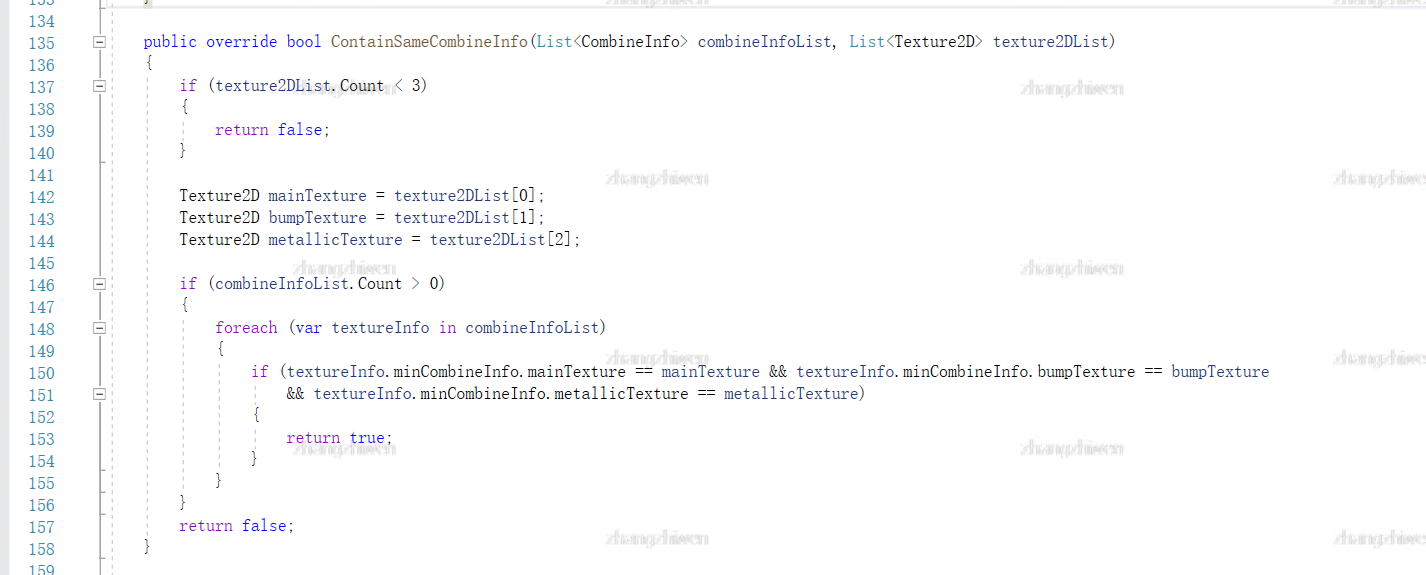 134
135 public override bool ContainSameCombineInfo(List<CombineInfo> combineInfoList, List<Texture2D> texture2DList)
136 {
137 if (texture2DList.Count < 3)
138 {
139 return false;
140 }
141
142 Texture2D mainTexture = texture2DList[0];
143 Texture2D bumpTexture = texture2DList[1];
144 Texture2D metallicTexture = texture2DList[2];
145
146 if (combineInfoList.Count > 0)
147 {
148 foreach (var textureInfo in combineInfoList)
149 {
150 if (textureInfo.minCombineInfo.mainTexture == mainTexture && textureInfo.minCombineInfo.bumpTexture == bumpTexture
151 && textureInfo.minCombineInfo.metallicTexture == metallicTexture)
152 {
153 return true;
154 }
155 }
156 }
157 return false;
158 }
159